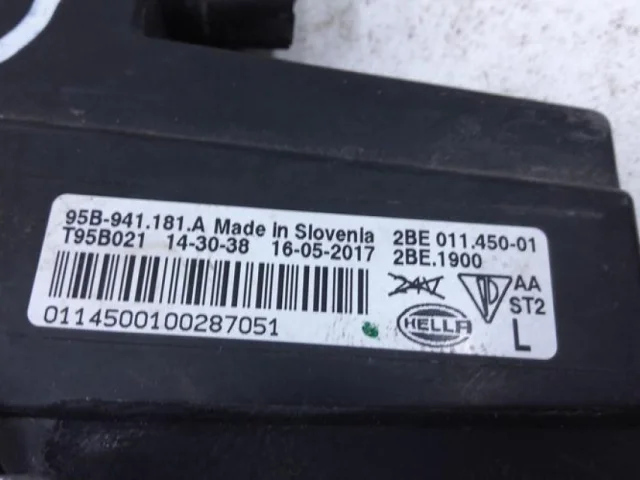 95B-941.181.A Made in Slovenia 2BE 011.450-01
T95B021 14-30-38 16-05-2017 2BE.1900
24V AA
ST2
HELLA L
0114500100287051